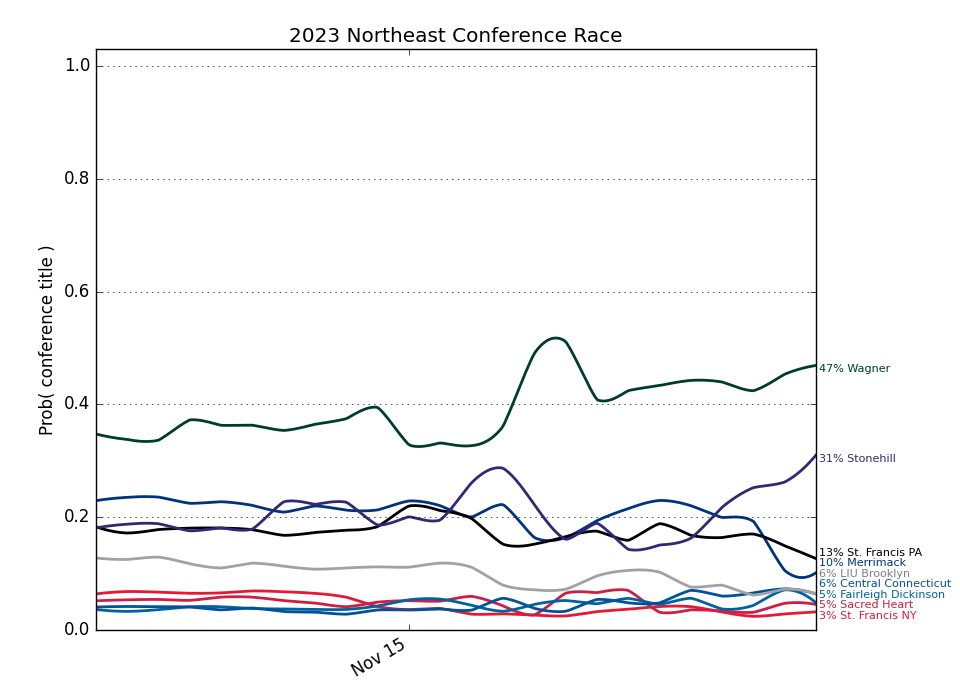 2023 Northeast Conference Race
1.0
0.8
0.6
0.4
0.2
0.0
Prob( conference title )
Nov 15
47% Wagner
31% Stonehill
13% St. Francis PA
10% Merrimack
6% LIU Brooklyn
6% Central Connecticut
5% Fairleigh Dickinson
5% Sacred Heart
3% St. Francis NY